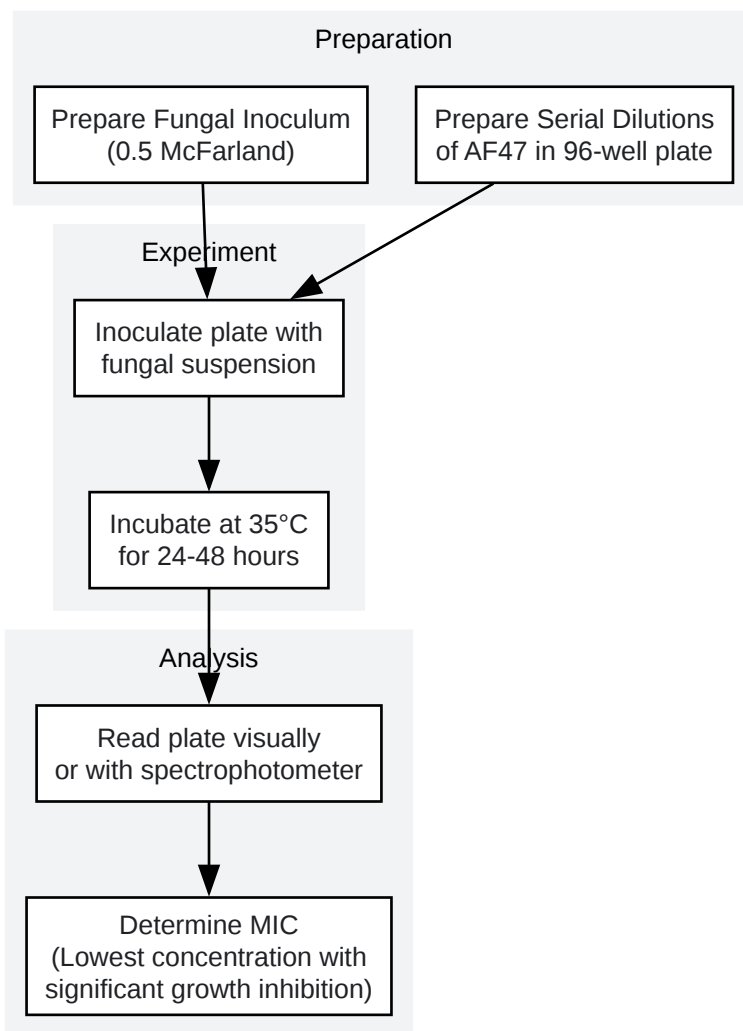 Preparation
Prepare Fungal Inoculum
(0.5 McFarland)
Prepare Serial Dilutions
of AF47 in 96-well plate
Experiment
Inoculate plate with
fungal suspension
Incubate at 35°C
for 24-48 hours
Analysis
Read plate visually
or with spectrophotometer
Determine MIC
(Lowest concentration with
significant growth inhibition)